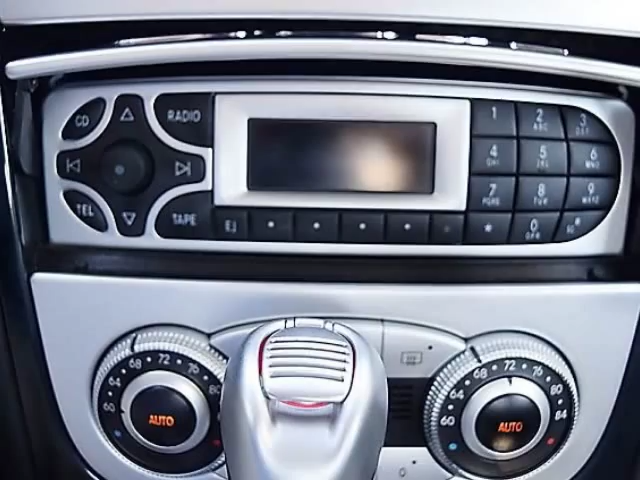 CD RADIO
TEL TAPE
EJ
1 2 ABC 3 DEF
4 GHI 5 JKL 6 MNO
7 PQRS 8 TUV 9 WXYZ
* 0
60 64 68 72 76 80
AUTO
60 64 68 72 76 80 84
AUTO